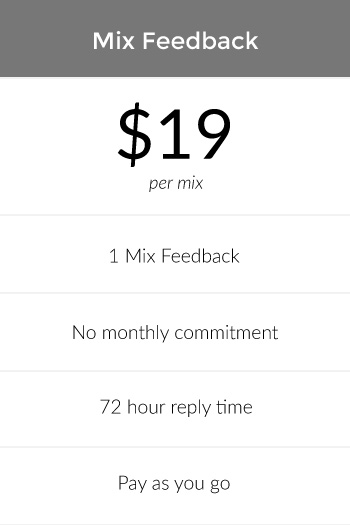 Mix Feedback
$19
per mix
1 Mix Feedback
No monthly commitment
72 hour reply time
Pay as you go